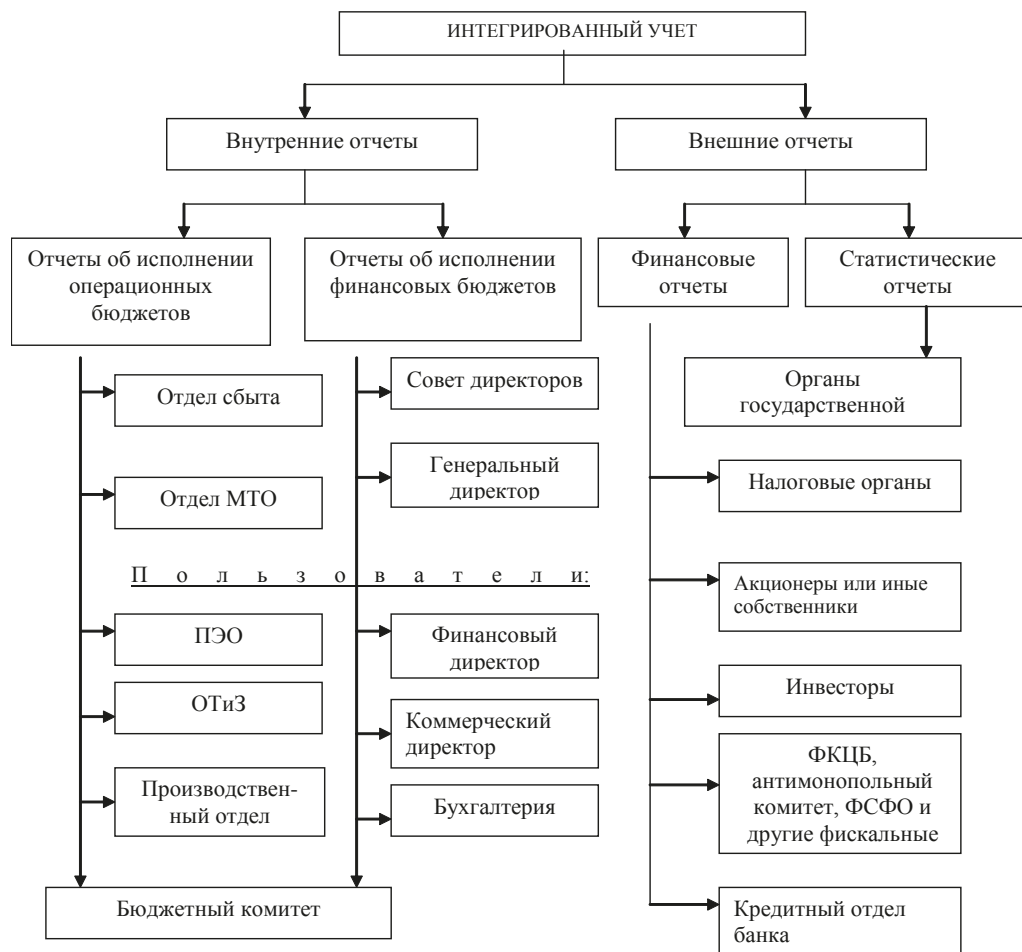 ИНТЕГРИРОВАННЫЙ УЧЕТ
Внутренние отчеты
Внешние отчеты
Отчеты об исполнении
операционных
бюджетов
Отчеты об исполнении
финансовых бюджетов
Финансовые
отчеты
Статистические
отчеты
Отдел сбыта
Совет директоров
Органы
государственной
Отдел МТО
Генеральный
директор
Налоговые органы
Пользователи:
Акционеры или иные
собственники
ПЭО
Финансовый
директор
Инвесторы
ОТиЗ
Коммерческий
директор
ФКЦБ,
антимонопольный
комитет, ФСФО и
другие фискальные
Производствен-
ный отдел
Бухгалтерия
Бюджетный комитет
Кредитный отдел
банка